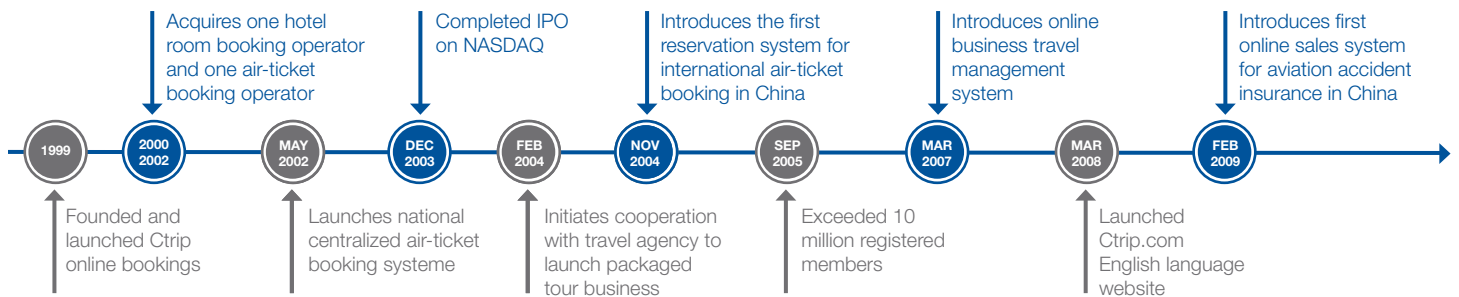 Acquires one hotel
room booking operator
and one air-ticket
booking operator
Completed IPO
on NASDAQ
Introduces the first
reservation system for
international air-ticket
booking in China
Introduces online
business travel
management
system
Introduces first
online sales system
for aviation accident
insurance in China
1999
2000
2002
MAY
2002
DEC
2003
FEB
2004
NOV
2004
SEP
2005
MAR
2007
MAR
2008
FEB
2009
Founded and
launched Ctrip
online bookings
Launches national
centralized air-ticket
booking systeme
Initiates cooperation
with travel agency to
launch packaged
tour business
Exceeded 10
million registered
members
Launched
Ctrip.com
English language
website